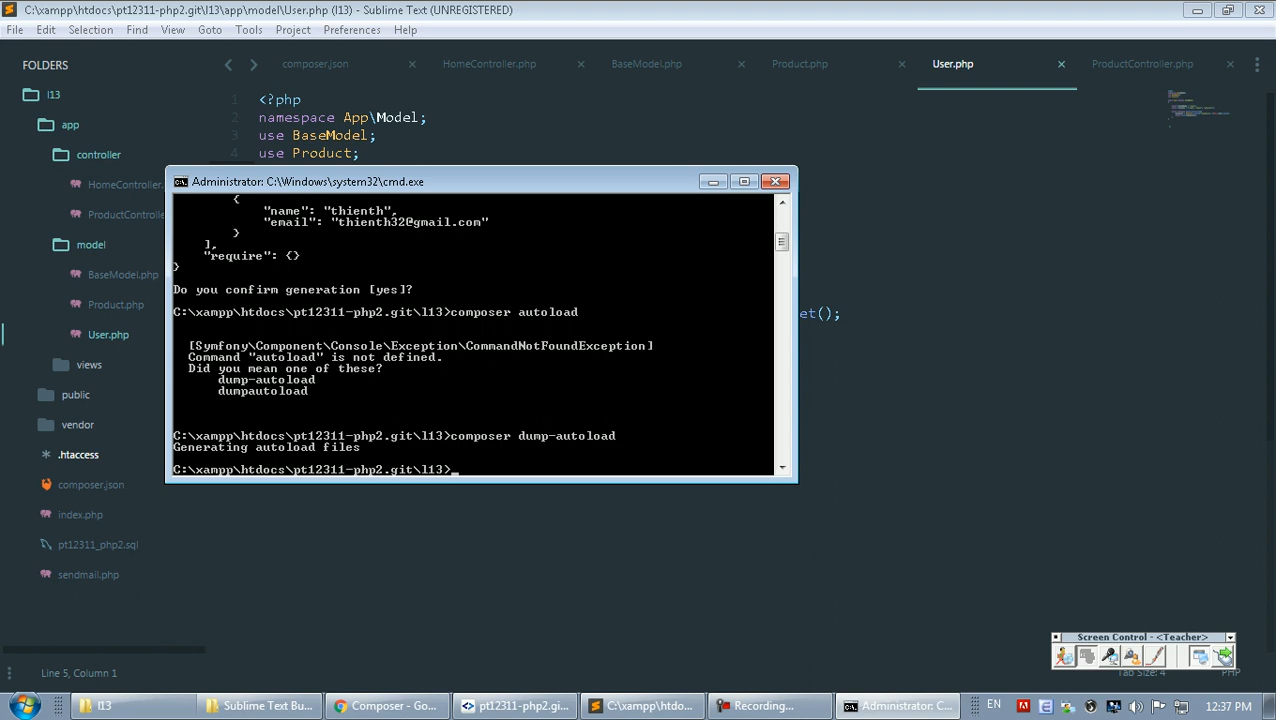 C:\xampp\htdocs\pt12311-php2.git\l13\app\model\User.php (l13) - Sublime Text (UNREGISTERED)
File Edit Selection Find View Goto Tools Project Preferences Help
FOLDERS
l13
app
controller
HomeController.
ProductControlle
model
BaseModel.php
Product.php
User.php
views
public
vendor
.htaccess
composer.json
index.php
pt12311_php2.sql
sendmail.php
composer.json HomeController.php BaseModel.php Product.php User.php ProductController.php
1 <?php
2 namespace App\Model;
3 use BaseModel;
4 use Product;
et();
Administrator: C:\Windows\system32\cmd.exe
{
"name": "thienth",
"email": "thienth32@gmail.com"
}
],
"require": {}
}
Do you confirm generation [yes]?
C:\xampp\htdocs\pt12311-php2.git\l13>composer autoload
[Symfony\Component\Console\Exception\CommandNotFoundException]
Command "autoload" is not defined.
Did you mean one of these?
dump-autoload
dumpautoload
C:\xampp\htdocs\pt12311-php2.git\l13>composer dump-autoload
Generating autoload files
C:\xampp\htdocs\pt12311-php2.git\l13>_
Screen Control - <Teacher>
Line 5, Column 1
Tab Size: 4
PHP
l13
Sublime Text Bu...
Composer - Go...
pt12311-php2.gi...
C:\xampp\htdo...
Recording...
Administrator: C...
EN
12:37 PM